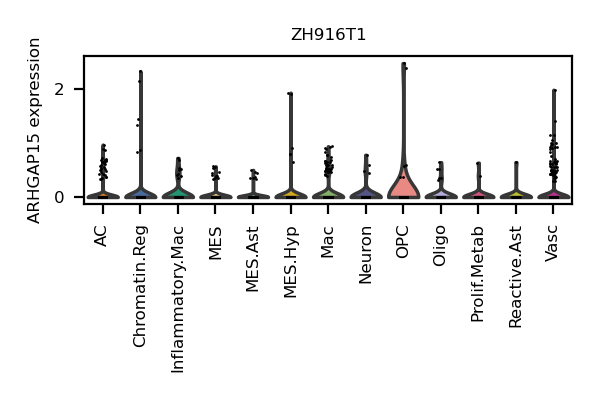 ZH916T1
ARHGAP15 expression
2
0
AC
Chromatin.Reg
Inflammatory.Mac
MES
MES.Ast
MES.Hyp
Mac
Neuron
OPC
Oligo
Prolif.Metab
Reactive.Ast
Vasc